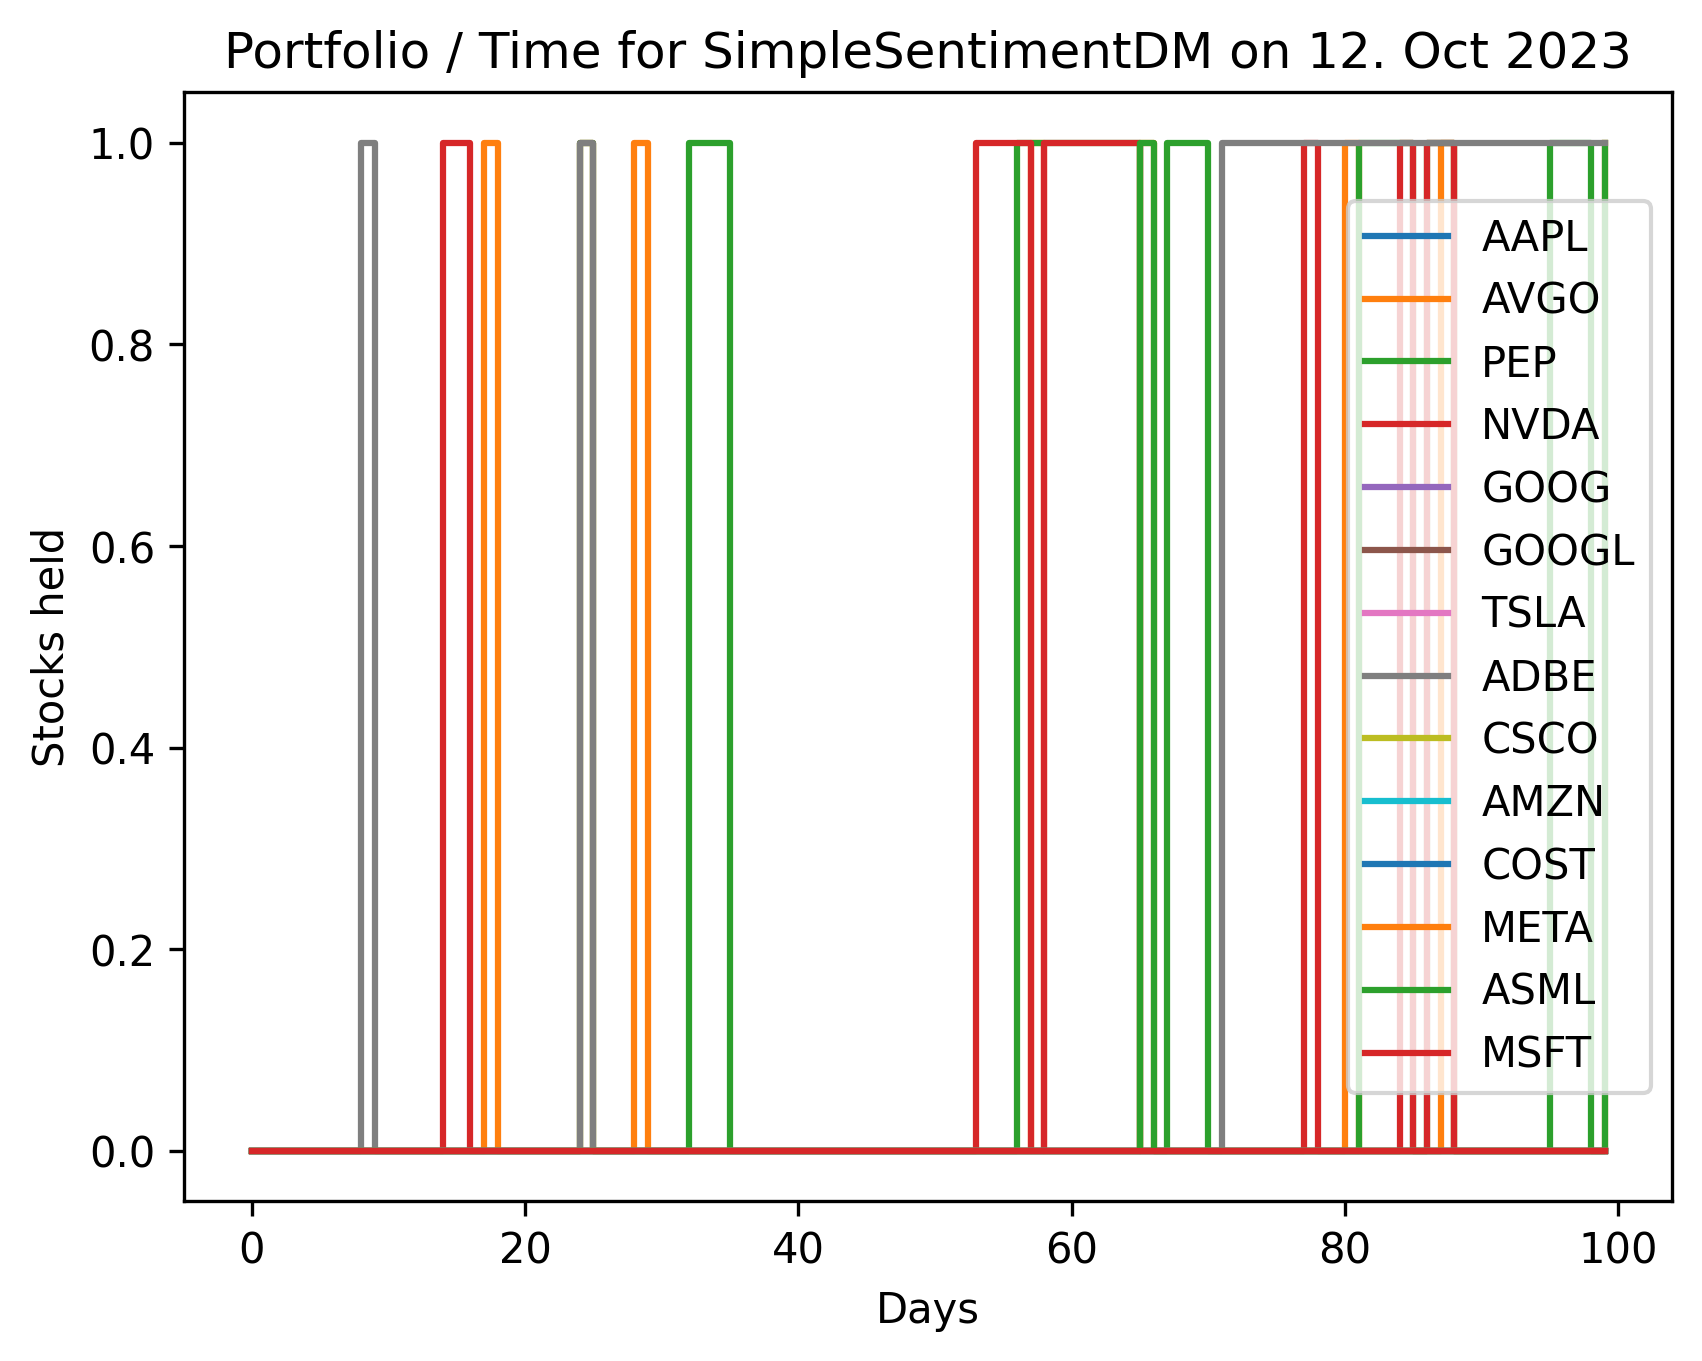 Portfolio / Time for SimpleSentimentDM on 12. Oct 2023
1.0
0.8
0.6
0.4
0.2
0.0
Stocks held
AAPL
AVGO
PEP
NVDA
GOOG
GOOGL
TSLA
ADBE
CSCO
AMZN
COST
META
ASML
MSFT
0 20 40 60 80 100
Days